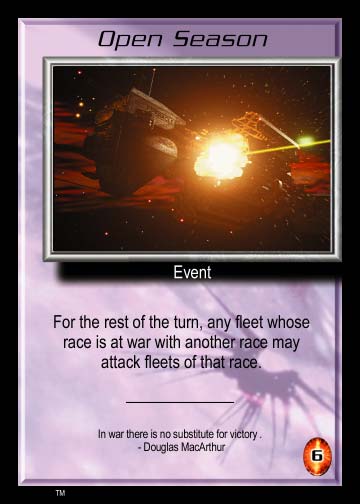 Open Season
Event
For the rest of the turn, any fleet whose
race is at war with another race may
attack fleets of that race.
In war there is no substitute for victory .
- Douglas MacArthur
6
TM